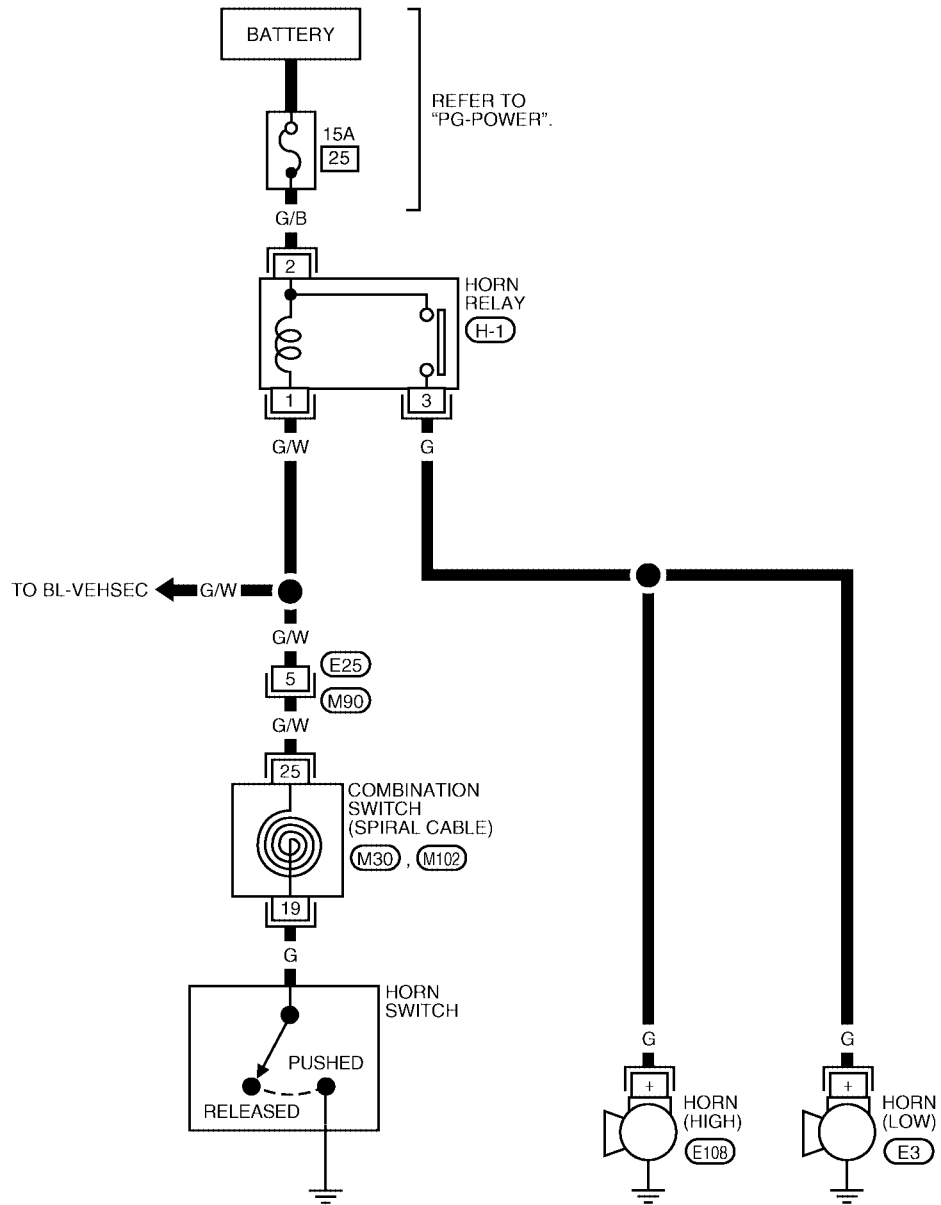 BATTERY
REFER TO
"PG-POWER".
15A
25
G/B
2
HORN
RELAY
H-1
1
3
G/W
G
TO BL-VEHSEC
G/W
G/W
5
E25
M90
G/W
25
COMBINATION
SWITCH
(SPIRAL CABLE)
M30 , M102
19
G
HORN
SWITCH
PUSHED
RELEASED
G
G
+
+
HORN
(HIGH)
E108
HORN
(LOW)
E3